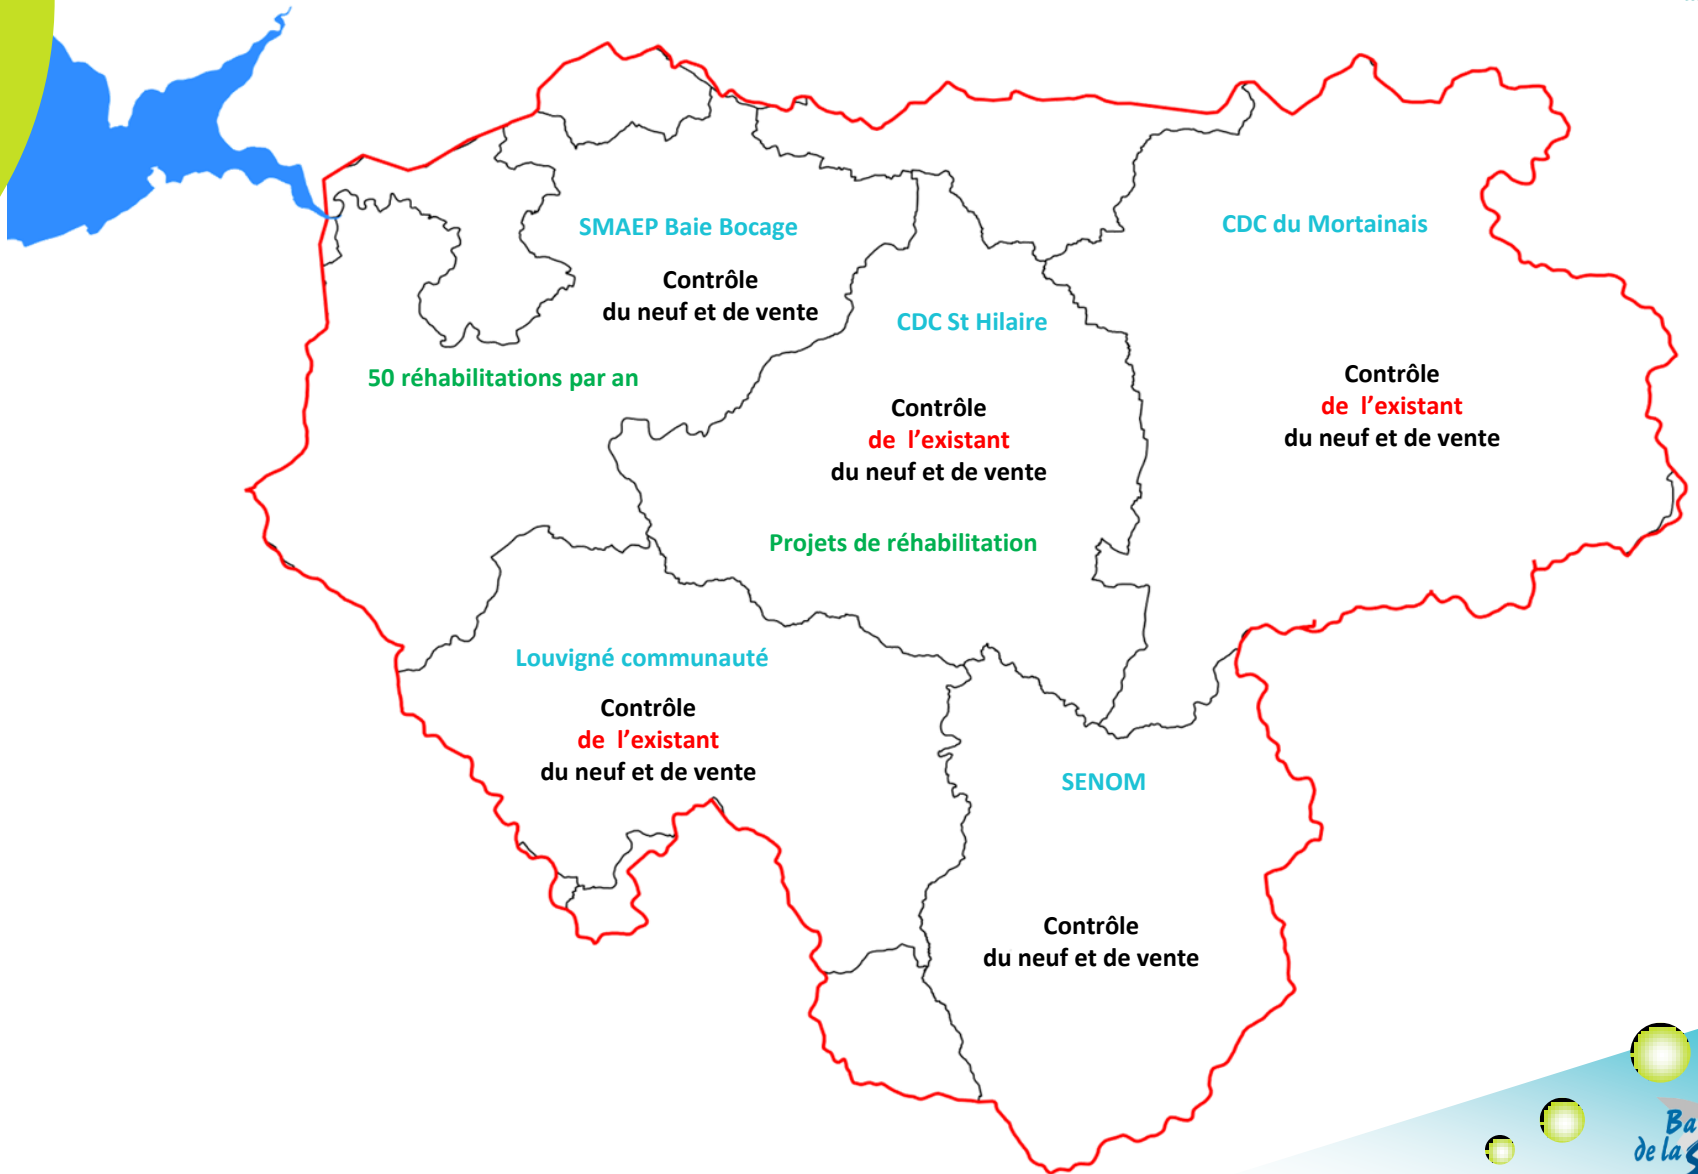 SMAEP Baie Bocage
Contrôle
du neuf et de vente
50 réhabilitations par an
CDC St Hilaire
Contrôle
de l’existant
du neuf et de vente
Projets de réhabilitation
CDC du Mortainais
Contrôle
de l’existant
du neuf et de vente
Louvigné communauté
Contrôle
de l’existant
du neuf et de vente
SENOM
Contrôle
du neuf et de vente
de la